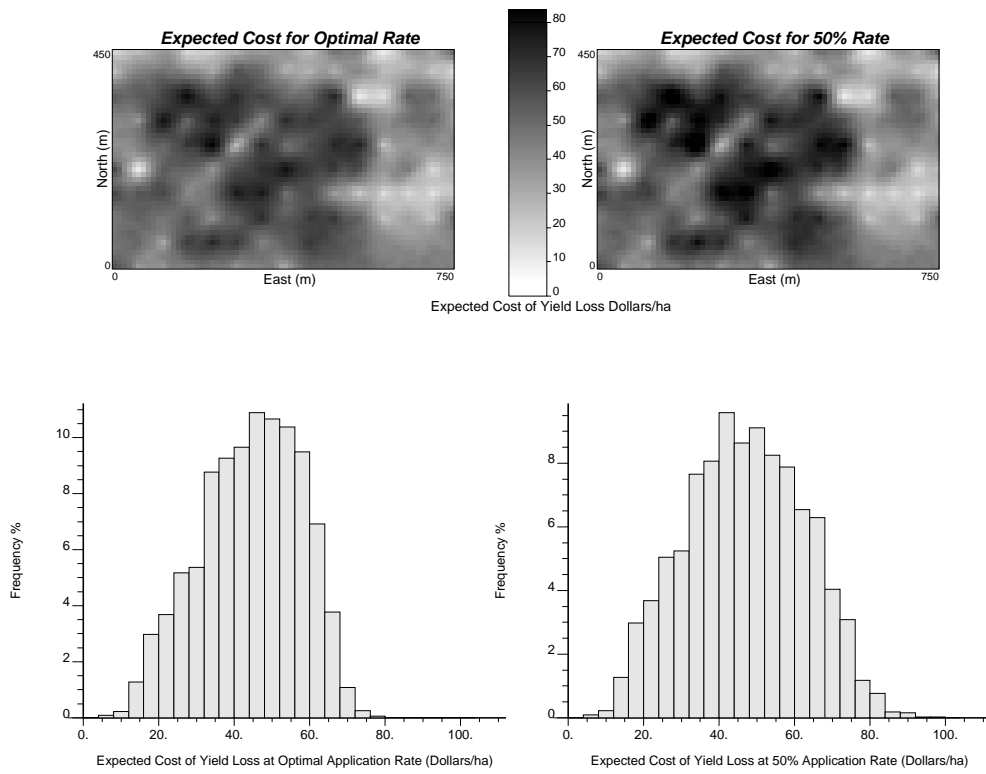 Expected Cost for Optimal Rate
450
North (m)
0
0
East (m)
750
80
70
60
50
40
30
20
10
0
Expected Cost of Yield Loss Dollars/ha
Expected Cost for 50% Rate
450
North (m)
0
0
East (m)
750
Frequency %
10
8
6
4
2
0
0. 20. 40. 60. 80. 100.
Expected Cost of Yield Loss at Optimal Application Rate (Dollars/ha)
Frequency %
8
6
4
2
0
0. 20. 40. 60. 80. 100.
Expected Cost of Yield Loss at 50% Application Rate (Dollars/ha)